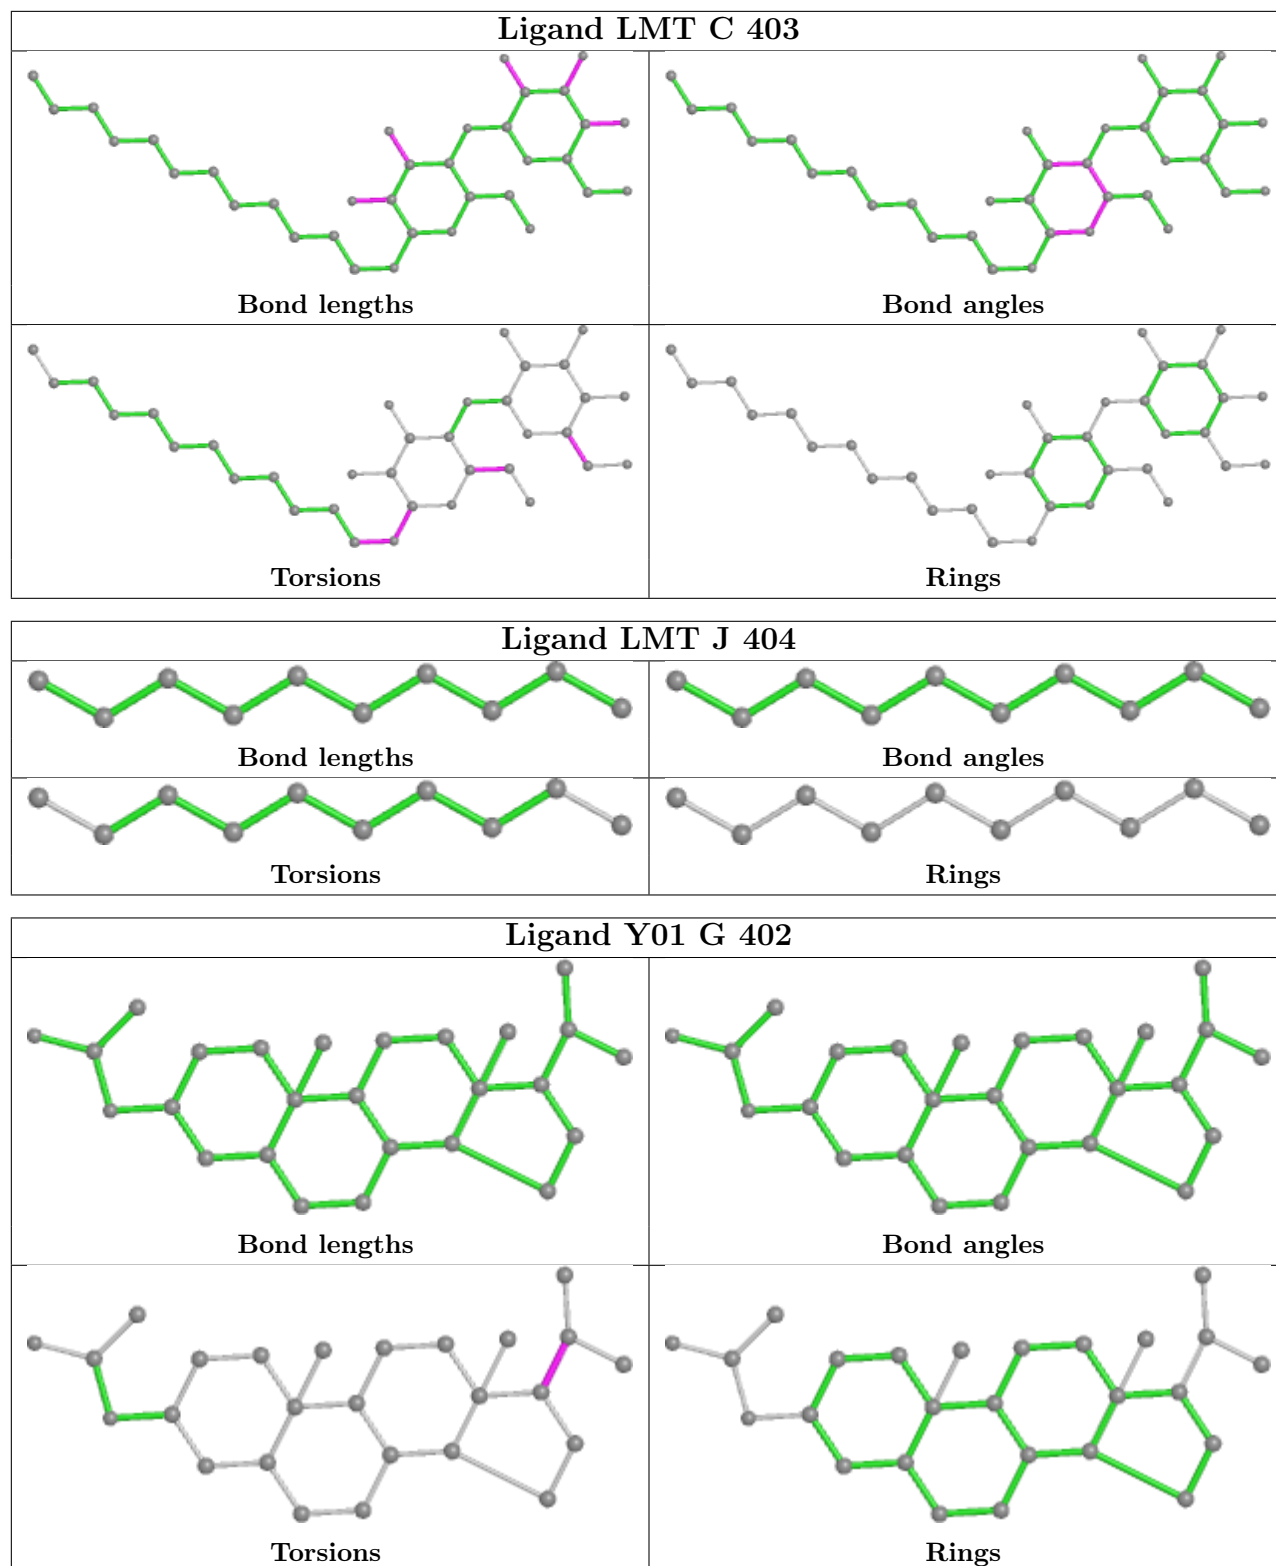 Ligand LMT C 403
Bond lengths
Bond angles
Torsions
Rings
Ligand LMT J 404
Bond lengths
Bond angles
Torsions
Rings
Ligand Y01 G 402
Bond lengths
Bond angles
Torsions
Rings